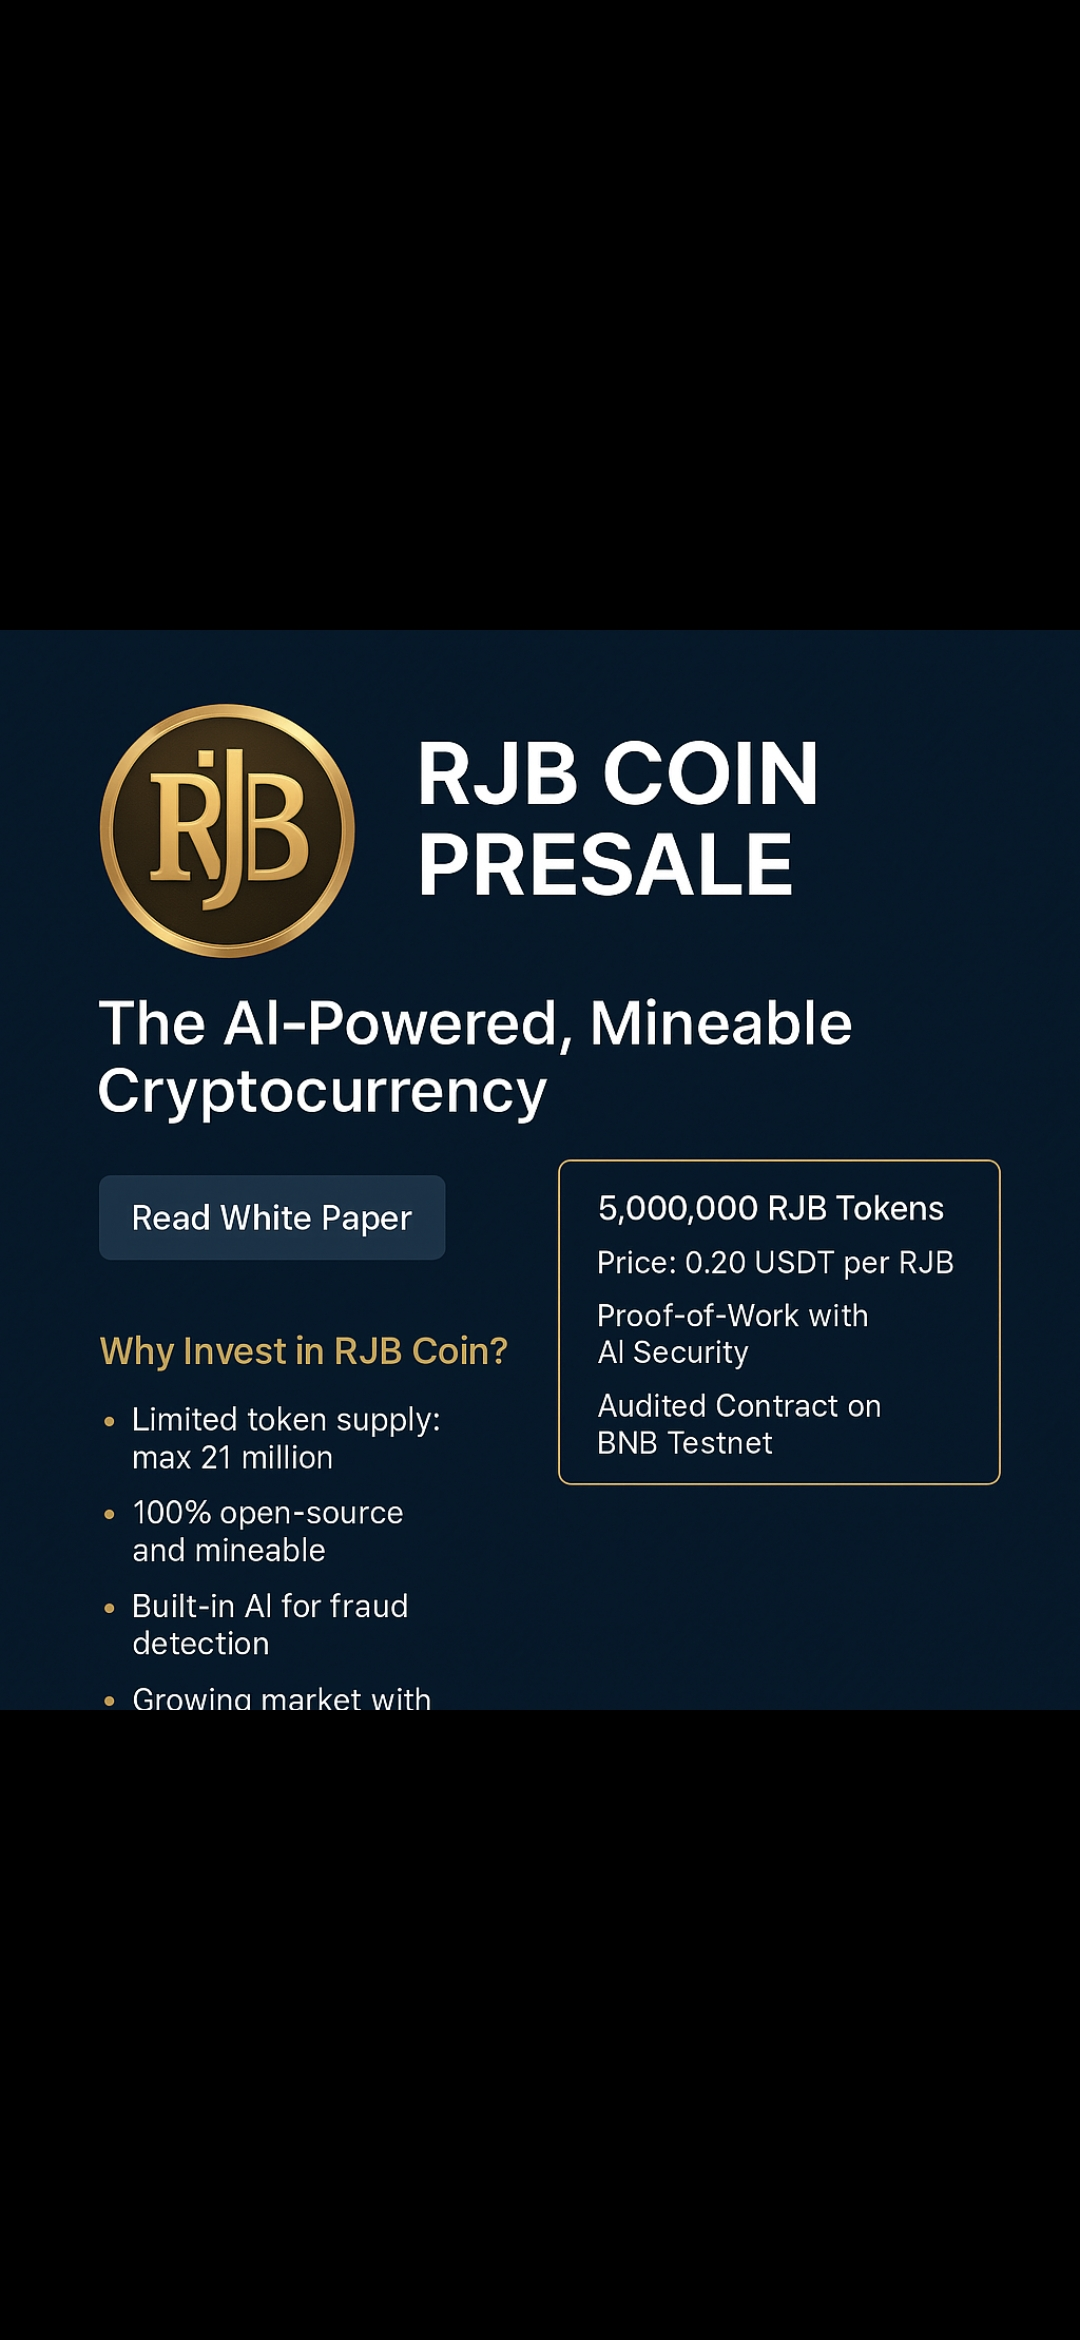 RJB
RJB COIN
PRESALE
The AI-Powered, Mineable
Cryptocurrency
Read White Paper
5,000,000 RJB Tokens
Price: 0.20 USDT per RJB
Proof-of-Work with
AI Security
Audited Contract on
BNB Testnet
Why Invest in RJB Coin?
• Limited token supply:
max 21 million
• 100% open-source
and mineable
• Built-in AI for fraud
detection
• Growing market with